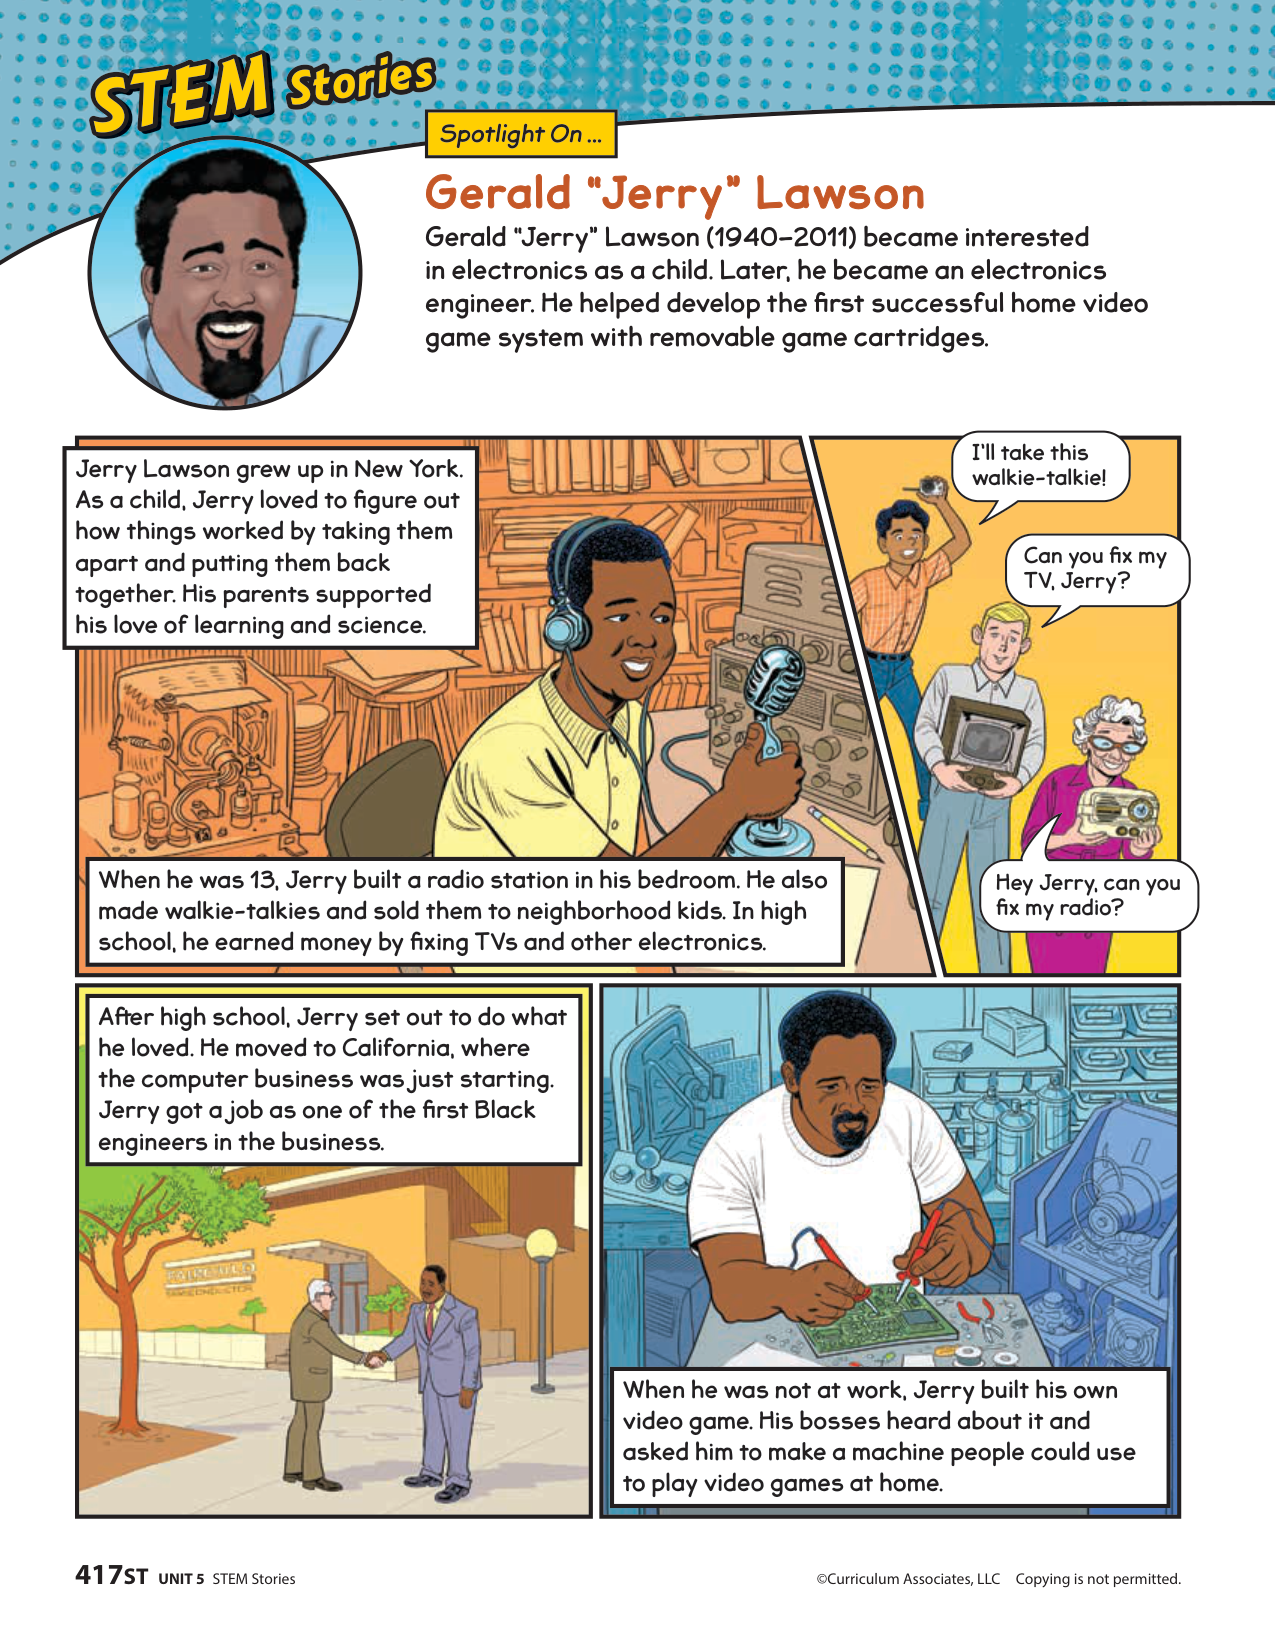 STEM Stories
Spotlight On ...
Gerald “Jerry” Lawson
Gerald “Jerry” Lawson (1940–2011) became interested
in electronics as a child. Later, he became an electronics
engineer. He helped develop the first successful home video
game system with removable game cartridges.
Jerry Lawson grew up in New York.
As a child, Jerry loved to figure out
how things worked by taking them
apart and putting them back
together. His parents supported
his love of learning and science.
I’ll take this
walkie-talkie!
Can you fix my
TV, Jerry?
Hey Jerry, can you
fix my radio?
When he was 13, Jerry built a radio station in his bedroom. He also
made walkie-talkies and sold them to neighborhood kids. In high
school, he earned money by fixing TVs and other electronics.
After high school, Jerry set out to do what
he loved. He moved to California, where
the computer business was just starting.
Jerry got a job as one of the first Black
engineers in the business.
FAIRCHILD
When he was not at work, Jerry built his own
video game. His bosses heard about it and
asked him to make a machine people could use
to play video games at home.
417ST UNIT 5 STEM Stories
©Curriculum Associates, LLC Copying is not permitted.